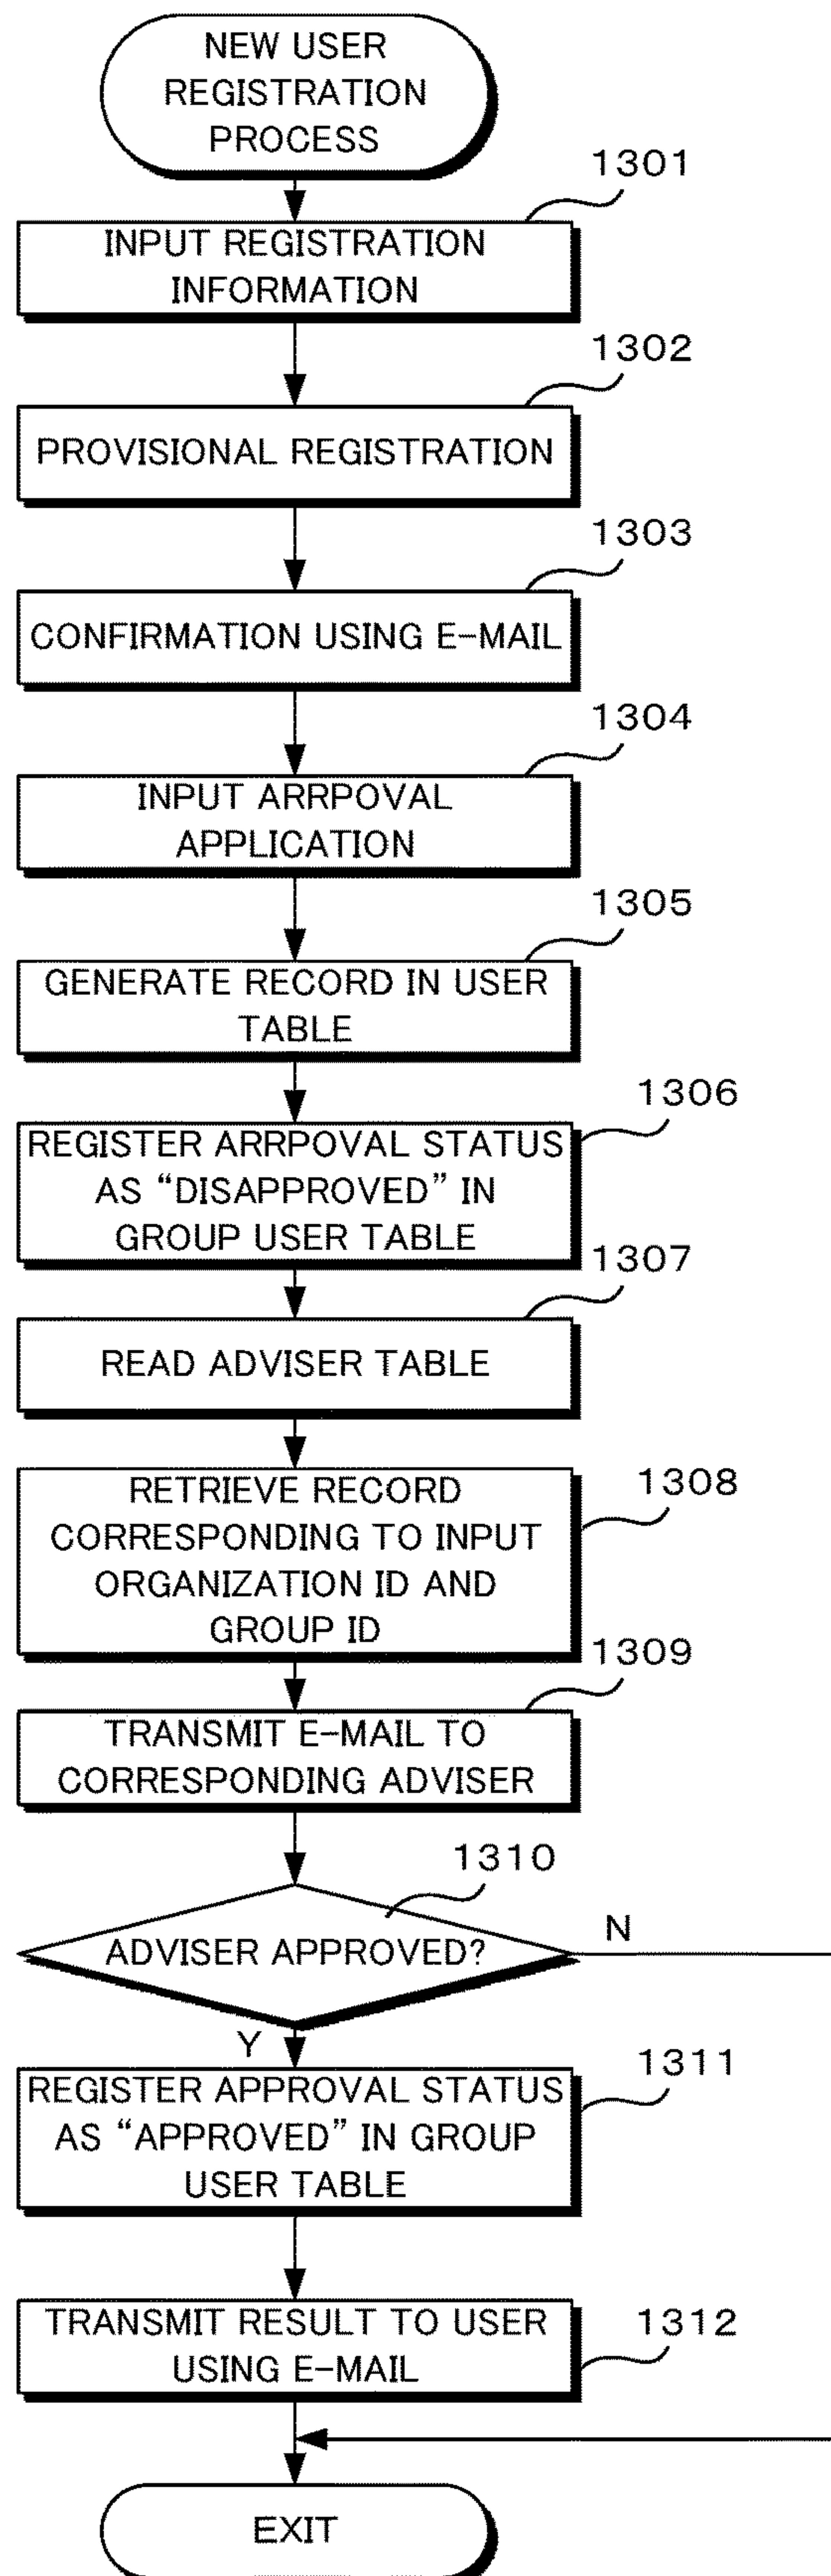 NEW USER
REGISTRATION
PROCESS
1301
INPUT REGISTRATION
INFORMATION
1302
PROVISIONAL REGISTRATION
1303
CONFIRMATION USING E-MAIL
1304
INPUT ARRPOVAL
APPLICATION
1305
GENERATE RECORD IN USER
TABLE
1306
REGISTER ARRPOVAL STATUS
AS “DISAPPROVED” IN
GROUP USER TABLE
1307
READ ADVISER TABLE
1308
RETRIEVE RECORD
CORRESPONDING TO INPUT
ORGANIZATION ID AND
GROUP ID
1309
TRANSMIT E-MAIL TO
CORRESPONDING ADVISER
1310
ADVISER APPROVED?
N
Y
1311
REGISTER APPROVAL STATUS
AS “APPROVED” IN GROUP
USER TABLE
1312
TRANSMIT RESULT TO USER
USING E-MAIL
EXIT